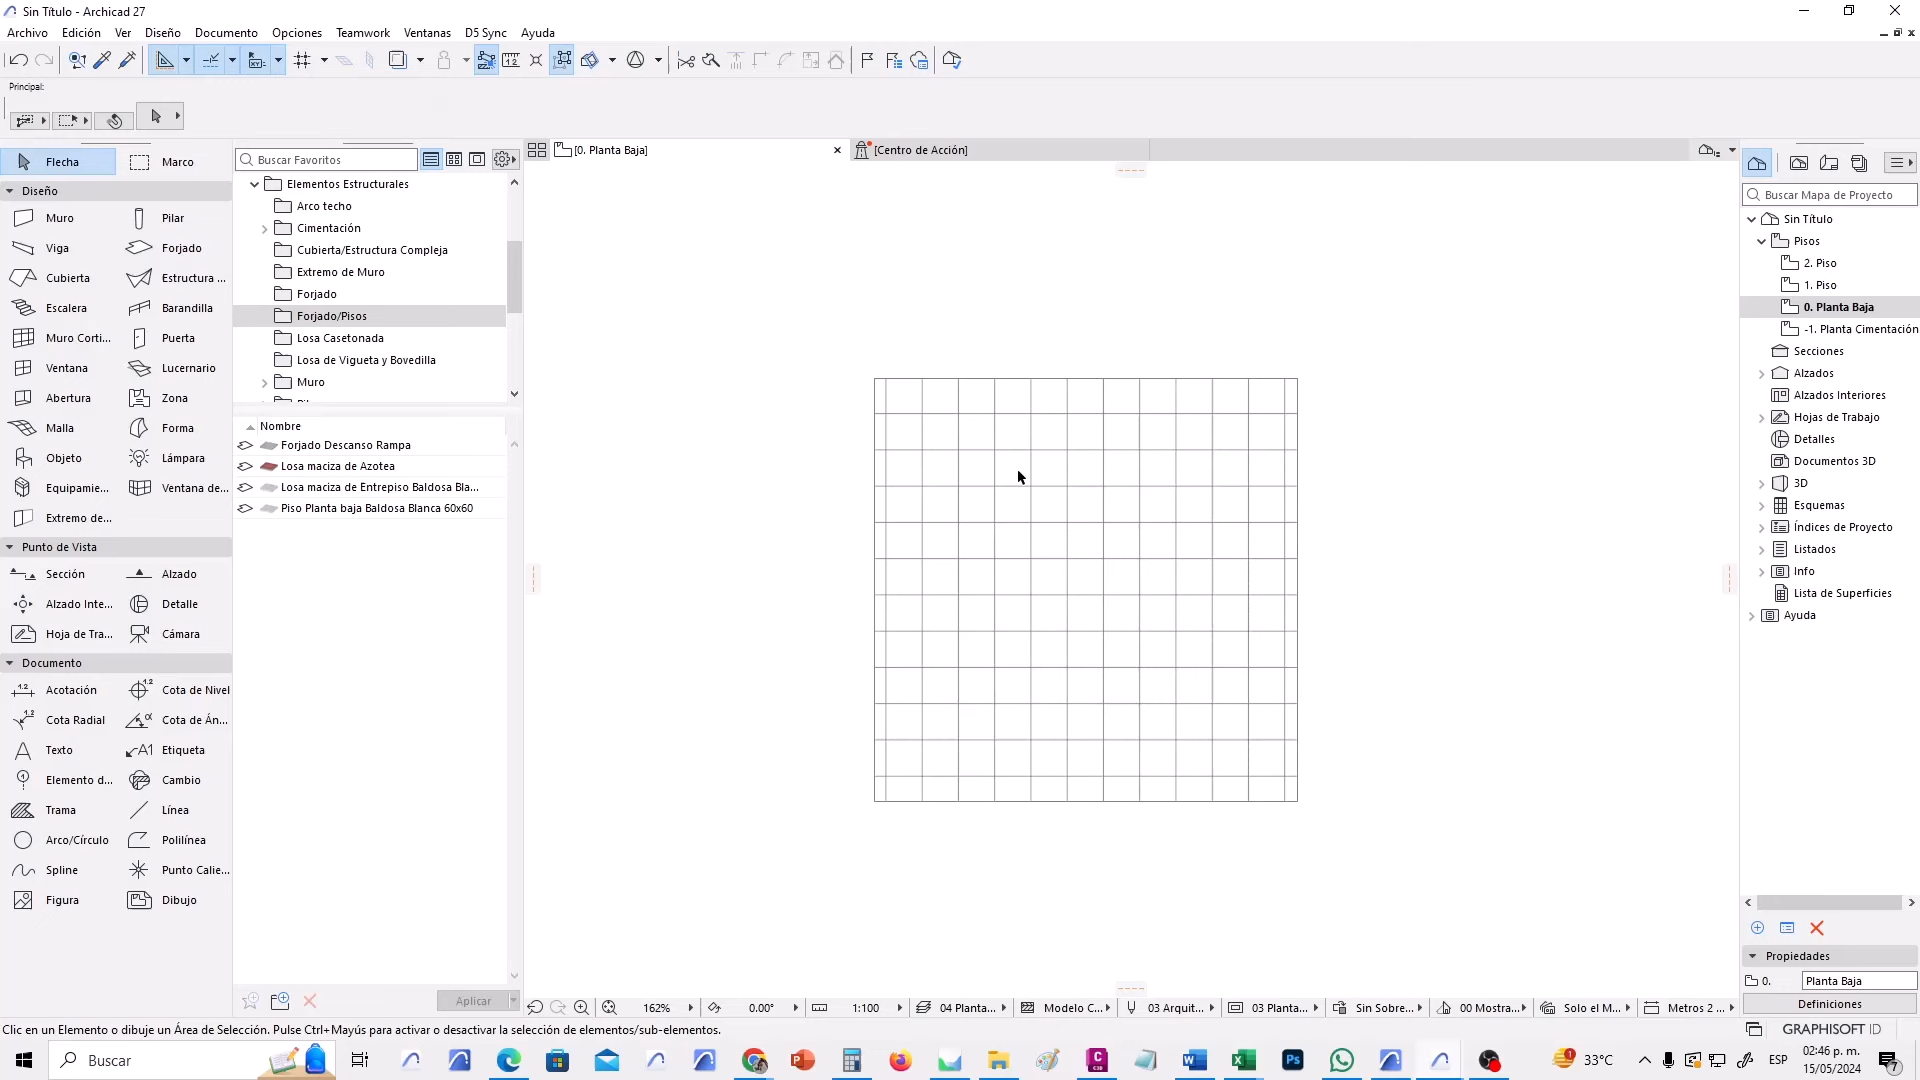 Sin Título - Archicad 27
Archivo Edición Ver Diseño Documento Opciones Teamwork Ventanas D5 Sync Ayuda
Principal:
Flecha
Marco
Diseño
Muro
Pilar
Viga
Forjado
Cubierta
Estructura ...
Escalera
Barandilla
Muro Corti...
Puerta
Ventana
Lucernario
Abertura
Zona
Malla
Forma
Objeto
Lámpara
Equipamie...
Ventana de...
Extremo de...
Punto de Vista
Sección
Alzado
Alzado Inte...
Detalle
Hoja de Tra...
Cámara
Documento
Acotación
Cota de Nivel
Cota Radial
Cota de Án...
Texto
Etiqueta
Elemento d...
Cambio
Trama
Línea
Arco/Círculo
Polilínea
Spline
Punto Calie...
Figura
Dibujo
Buscar Favoritos
Elementos Estructurales
Arco techo
Cimentación
Cubierta/Estructura Compleja
Extremo de Muro
Forjado
Forjado/Pisos
Losa Casetonada
Losa de Vigueta y Bovedilla
Muro
Nombre
Forjado Descanso Rampa
Losa maciza de Azotea
Losa maciza de Entrepiso Baldosa Bla...
Piso Planta baja Baldosa Blanca 60x60
Aplicar
[0. Planta Baja]
[Centro de Acción]
162%
0.00°
1:100
04 Planta...
Modelo C...
03 Arquit...
03 Planta...
Sin Sobre...
00 Mostra...
Solo el M...
Metros 2 ...
Buscar Mapa de Proyecto
Sin Título
Pisos
2. Piso
1. Piso
0. Planta Baja
-1. Planta Cimentación
Secciones
Alzados
Alzados Interiores
Hojas de Trabajo
Detalles
Documentos 3D
3D
Esquemas
Índices de Proyecto
Listados
Info
Lista de Superficies
Ayuda
Propiedades
0.
Planta Baja
Definiciones
Clic en un Elemento o dibuje un Área de Selección. Pulse Ctrl+Mayús para activar o desactivar la selección de elementos/sub-elementos.
GRAPHISOFT ID
Buscar
33°C
ESP
02:46 p. m.
15/05/2024
7